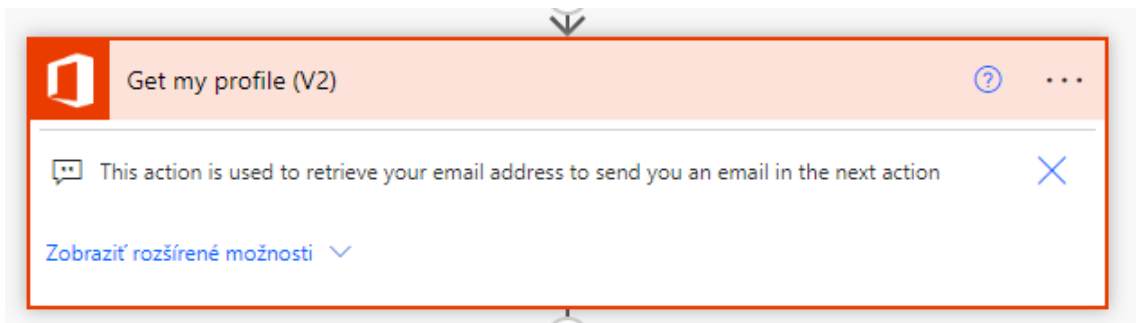 Get my profile (V2)
This action is used to retrieve your email address to send you an email in the next action
Zobraziť rozšírené možnosti